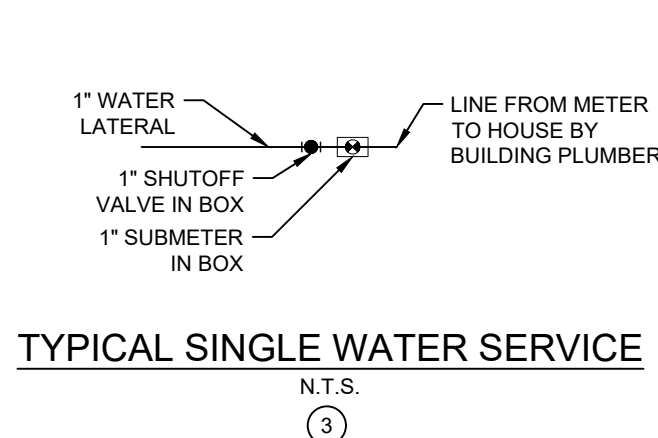 1" WATER
LATERAL
LINE FROM METER
TO HOUSE BY
BUILDING PLUMBER
1" SHUTOFF
VALVE IN BOX
1" SUBMETER
IN BOX
TYPICAL SINGLE WATER SERVICE
N.T.S.
3